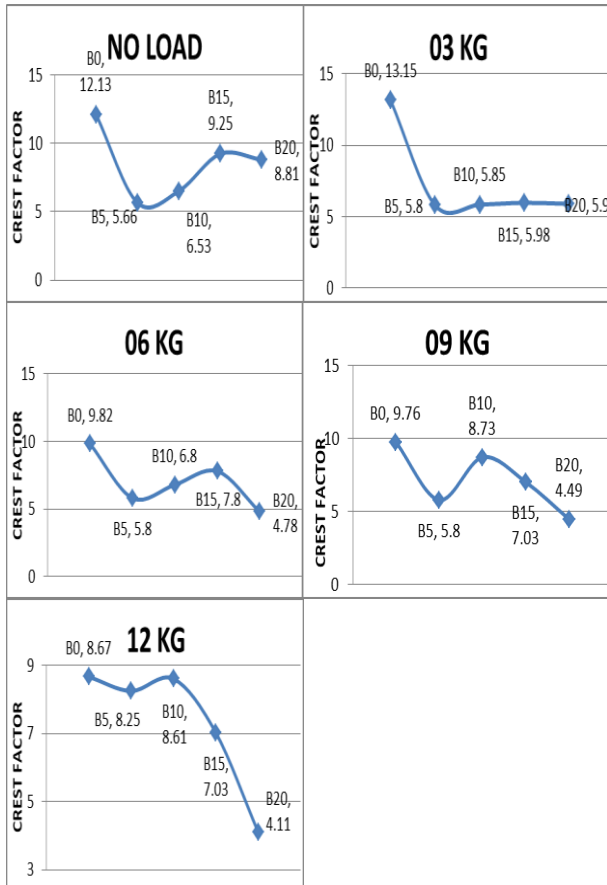 NO LOAD
CREST FACTOR
15
10
5
0
B0,
12.13
B5, 5.66
B10,
6.53
B15,
9.25
B20,
8.81
03 KG
CREST FACTOR
15
10
5
0
B0, 13.15
B5, 5.8
B10, 5.85
B15, 5.98
B20, 5.9
06 KG
CREST FACTOR
15
10
5
0
B0, 9.82
B5, 5.8
B10, 6.8
B15, 7.8
B20,
4.78
09 KG
CREST FACTOR
15
10
5
0
B0, 9.76
B5, 5.8
B10,
8.73
B15,
7.03
B20,
4.49
12 KG
CREST FACTOR
9
7
5
3
B0, 8.67
B5, 8.25
B10,
8.61
B15,
7.03
B20,
4.11